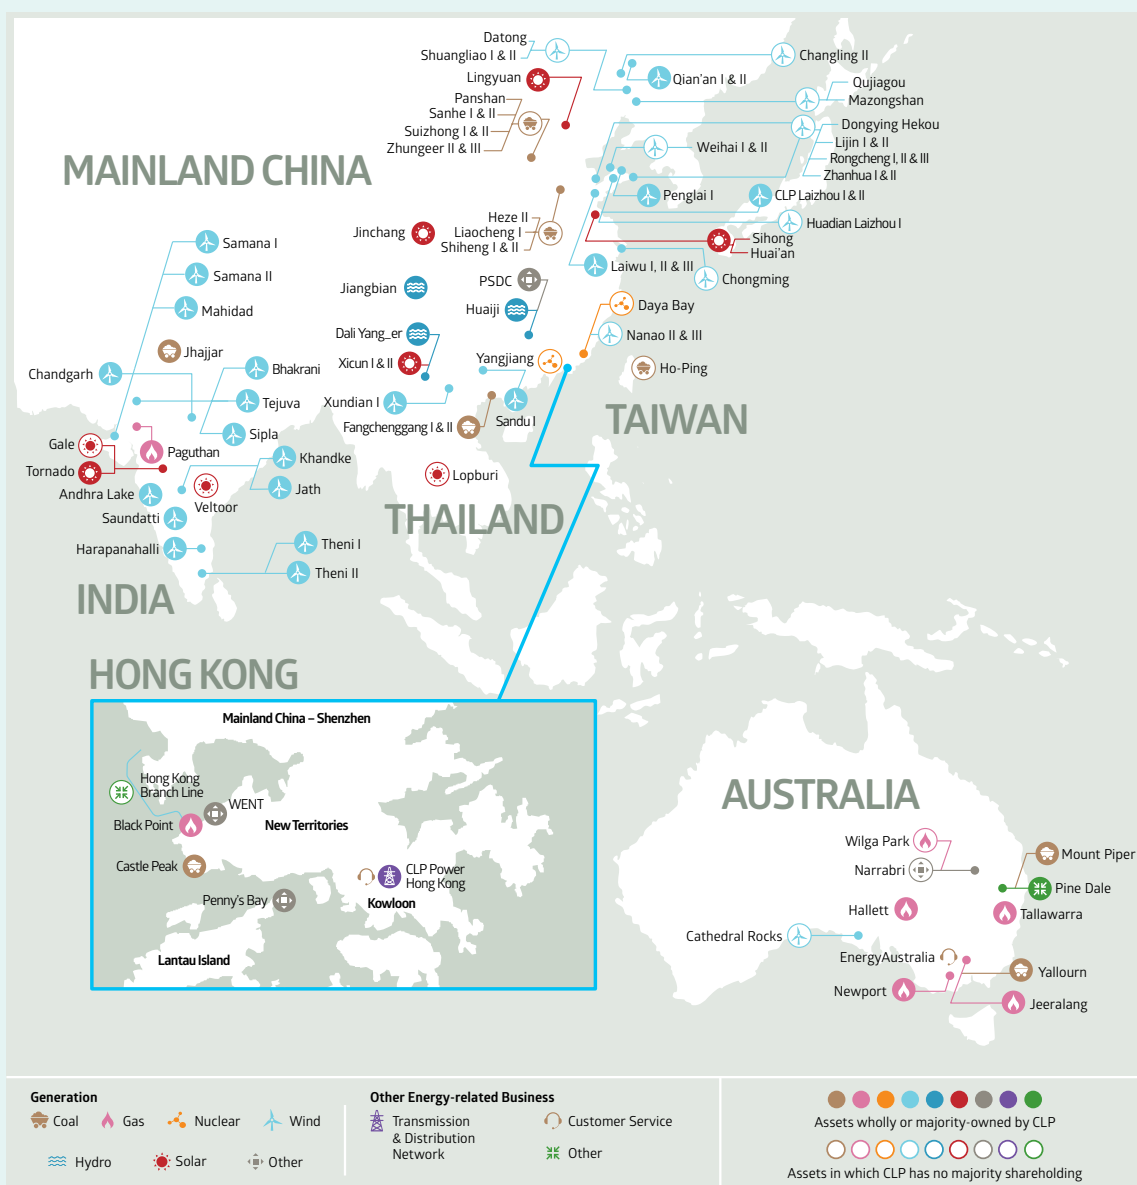 Datong
Shuangliao I & II
Changling II
Lingyuan
Qian'an I & II
Qujiagou
Mazongshan
Panshan
Sanhe I & II
Suizhong I & II
Zhungeer II & III
Dongying Hekou
Lijin I & II
Rongcheng I, II & III
Zhanhua I & II
Weihai I & II
MAINLAND CHINA
Penglai I
CLP Laizhou I & II
Huadian Laizhou I
Heze II
Liaocheng I
Shiheng I & II
Jinchang
Sihong
Huai'an
Samana I
Laiwu I, II & III
Chongming
Samana II
Jiangbian
PSDC
Mahidad
Huaiji
Daya Bay
Dali Yang_er
Nanao II & III
Jhajjar
Xicun I & II
Yangjiang
Ho-Ping
Chandgarh
Bhakrani
Tejuva
Xundian I
Sandu I
TAIWAN
Sipla
Fangchenggang I & II
Gale
Paguthan
Khandke
Tornado
Lopburi
Andhra Lake
Veltoor
Jath
Saundatti
THAILAND
Harapanahalli
Theni I
Theni II
INDIA
HONG KONG
Mainland China – Shenzhen
Hong Kong
Branch Line
WENT
Black Point
New Territories
Castle Peak
CLP Power
Hong Kong
Penny's Bay
Kowloon
Lantau Island
AUSTRALIA
Wilga Park
Mount Piper
Narrabri
Pine Dale
Hallett
Tallawarra
Cathedral Rocks
EnergyAustralia
Yallourn
Newport
Jeeralang
Generation
Coal
Gas
Nuclear
Wind
Hydro
Solar
Other
Other Energy-related Business
Transmission
& Distribution
Network
Customer Service
Other
Assets wholly or majority-owned by CLP
Assets in which CLP has no majority shareholding